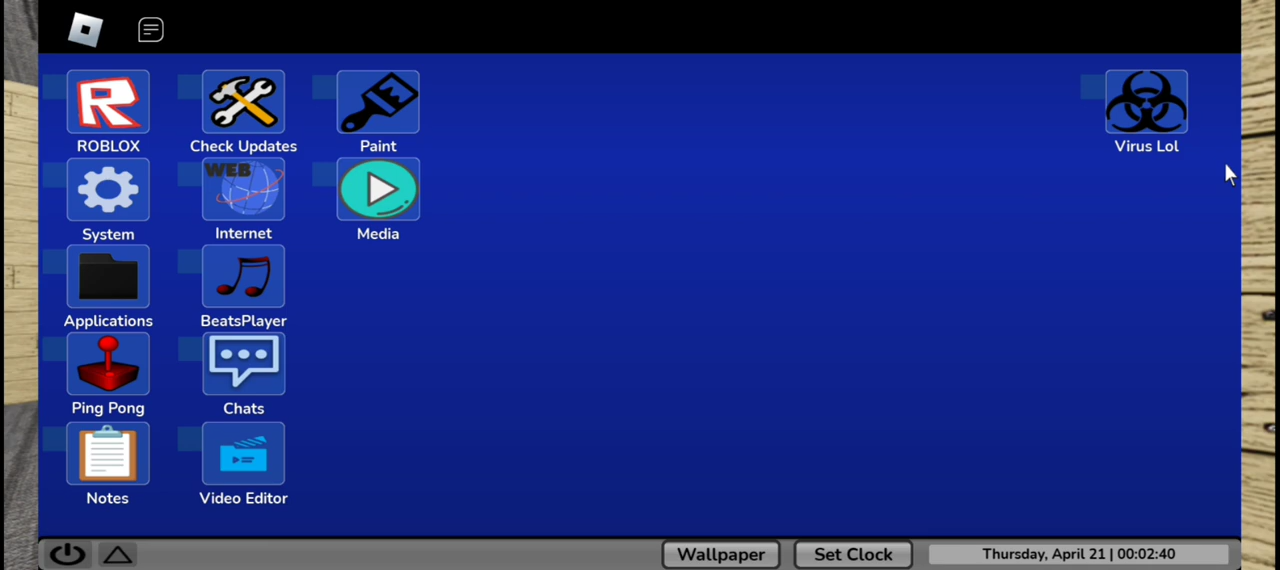 ROBLOX
Check Updates
Paint
Virus Lol
WEB
System
Internet
Media
Applications
BeatsPlayer
Ping Pong
Chats
Notes
Video Editor
Wallpaper
Set Clock
Thursday, April 21 | 00:02:40